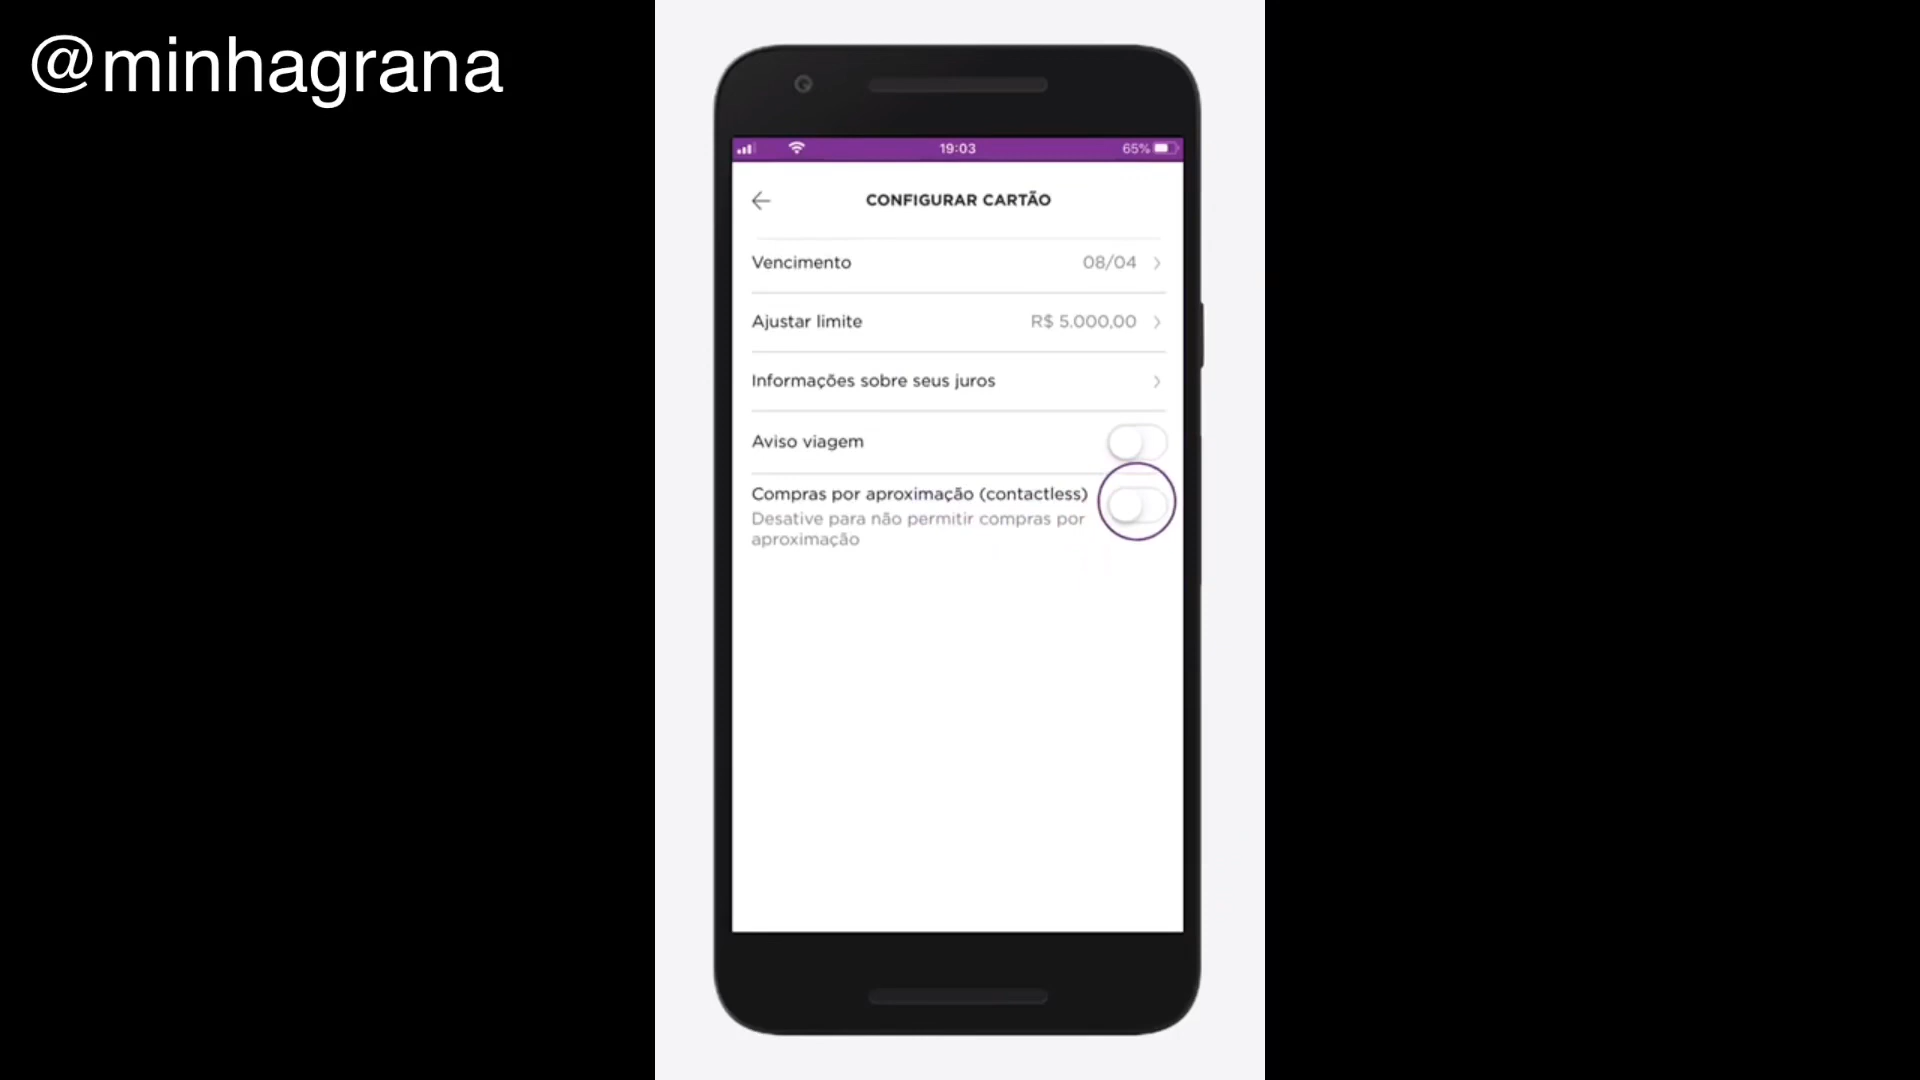 @minhagrana
19:03
65%
CONFIGURAR CARTÃO
Vencimento 08/04
Ajustar limite R$ 5.000,00
Informações sobre seus juros
Aviso viagem
Compras por aproximação (contactless)
Desative para não permitir compras por
aproximação